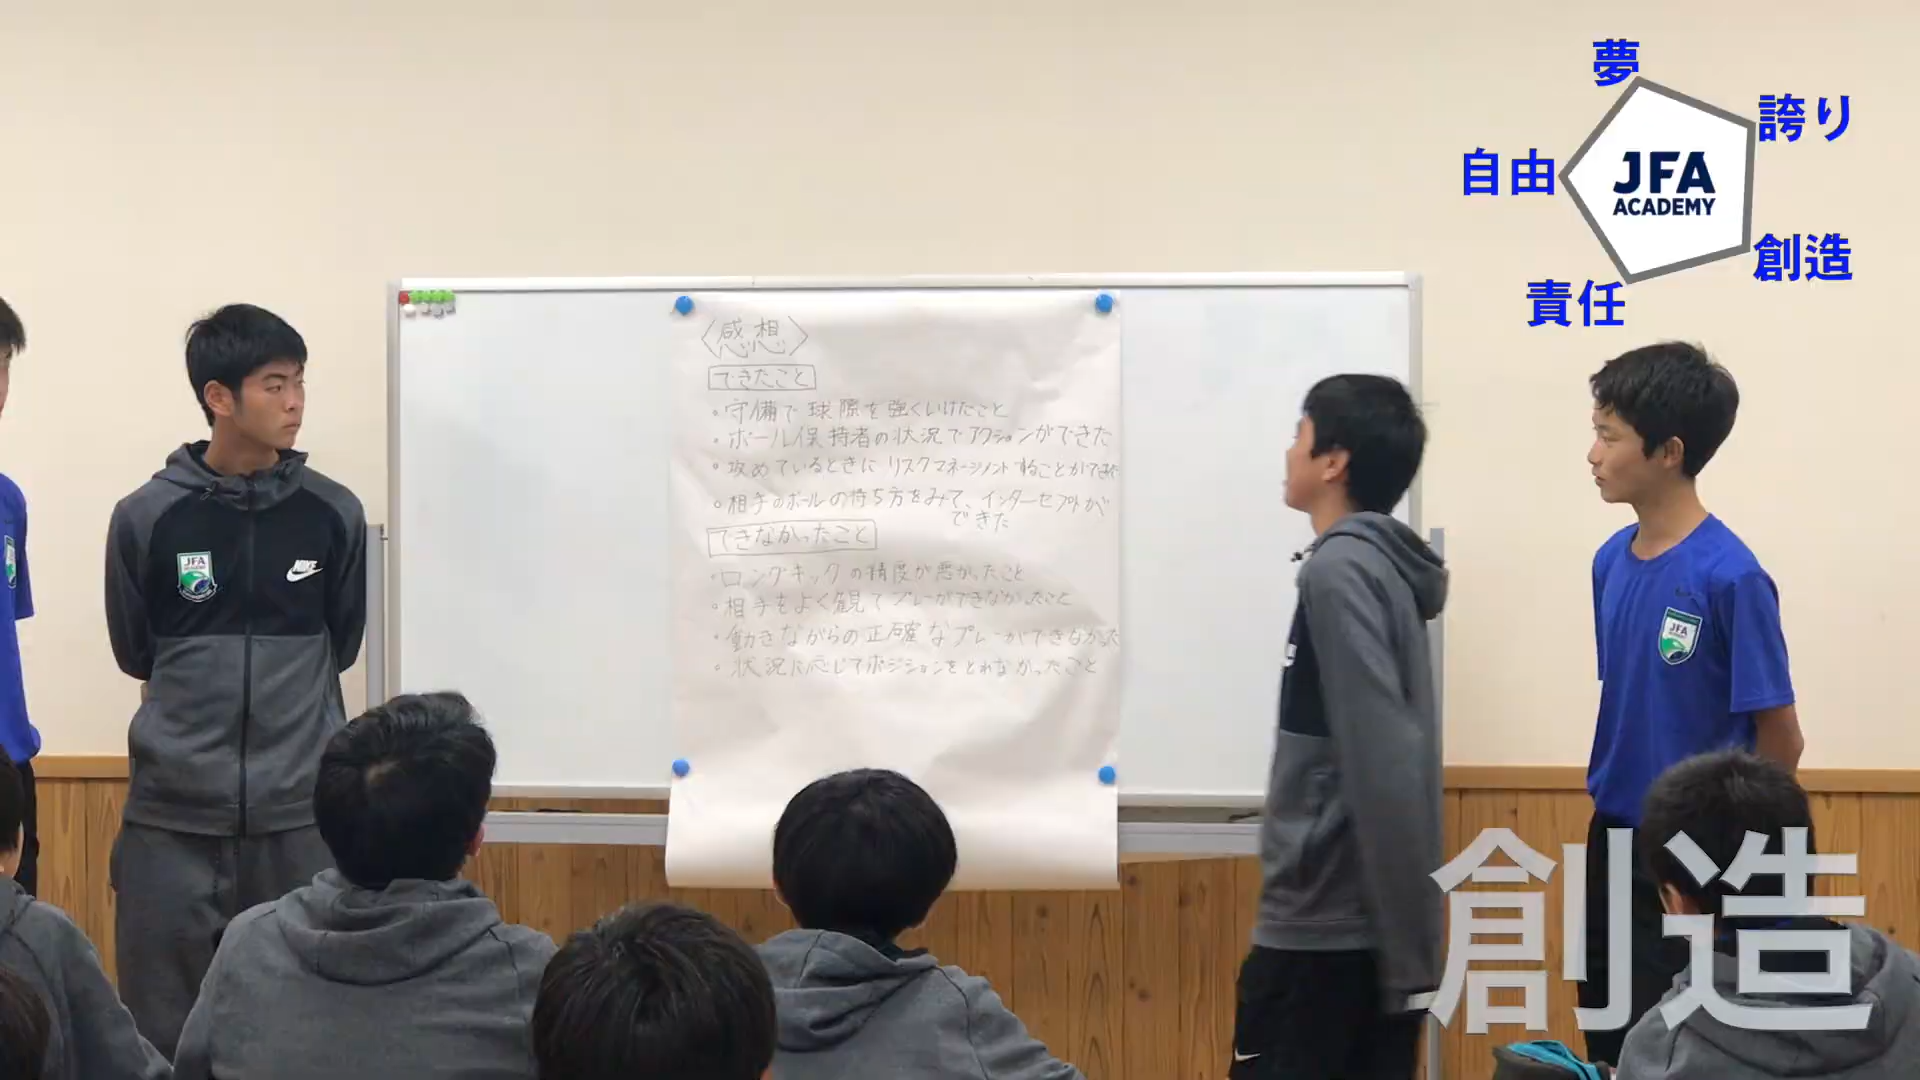 夢
誇り
自由
JFA
ACADEMY
創造
責任
〈感想〉
できたこと
・守備で球際を強くいけたこと
・ボール保持者の状況でアクションができた
・攻めているときにリスクマネージメントすることができた
・相手のボールの持ち方をみて、インターセプトが
できた
できなかったこと
・ロングキックの精度が悪かったこと
・相手をよく観てプレーができなかったこと
・動きながらの正確なプレーができなかった
・状況に応じてポジションをとれなかったこと
JFA
ACADEMY
NIKE
JFA
創造